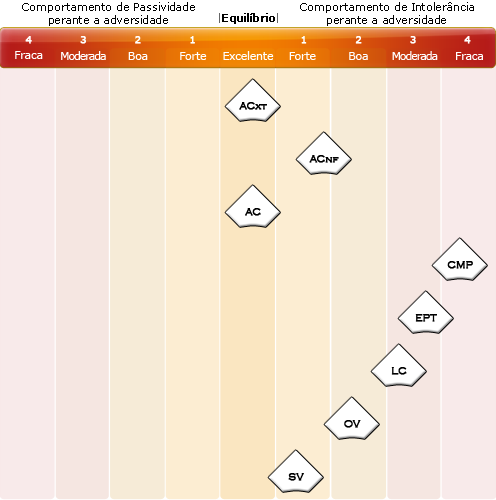 Comportamento de Passividade
perante a adversidade
|Equilíbrio|
Comportamento de Intolerância
perante a adversidade
4 3 2 1 1 2 3 4
Fraca Moderada Boa Forte Excelente Forte Boa Moderada Fraca
ACXT
ACNF
AC
CMP
EPT
LC
OV
SV